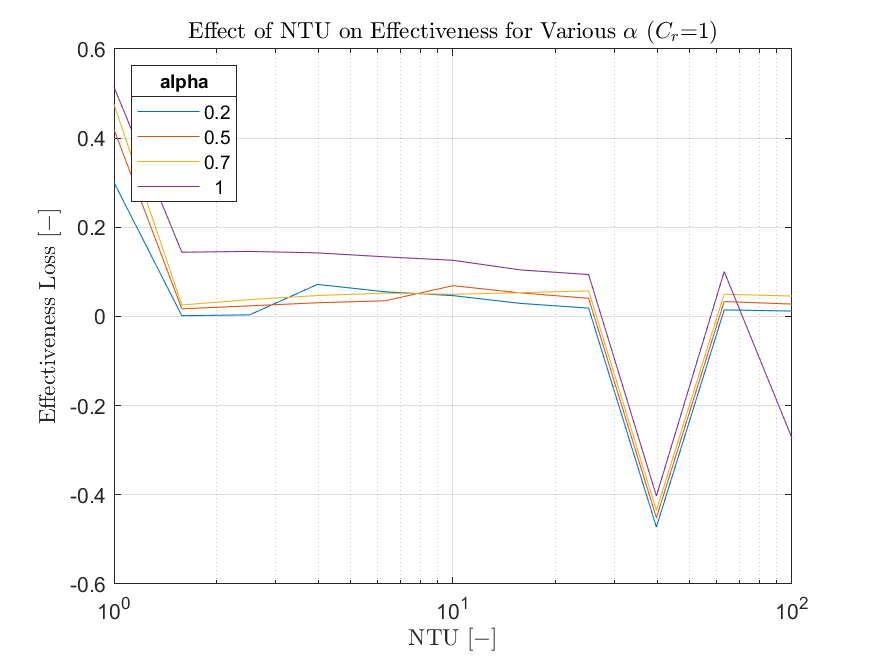 Effect of NTU on Effectiveness for Various α (C_r=1)
0.6
alpha
0.2
0.5
0.7
1
0.4
0.2
0
-0.2
-0.4
-0.6
Effectiveness Loss [−]
10^0 10^1 10^2
NTU [−]